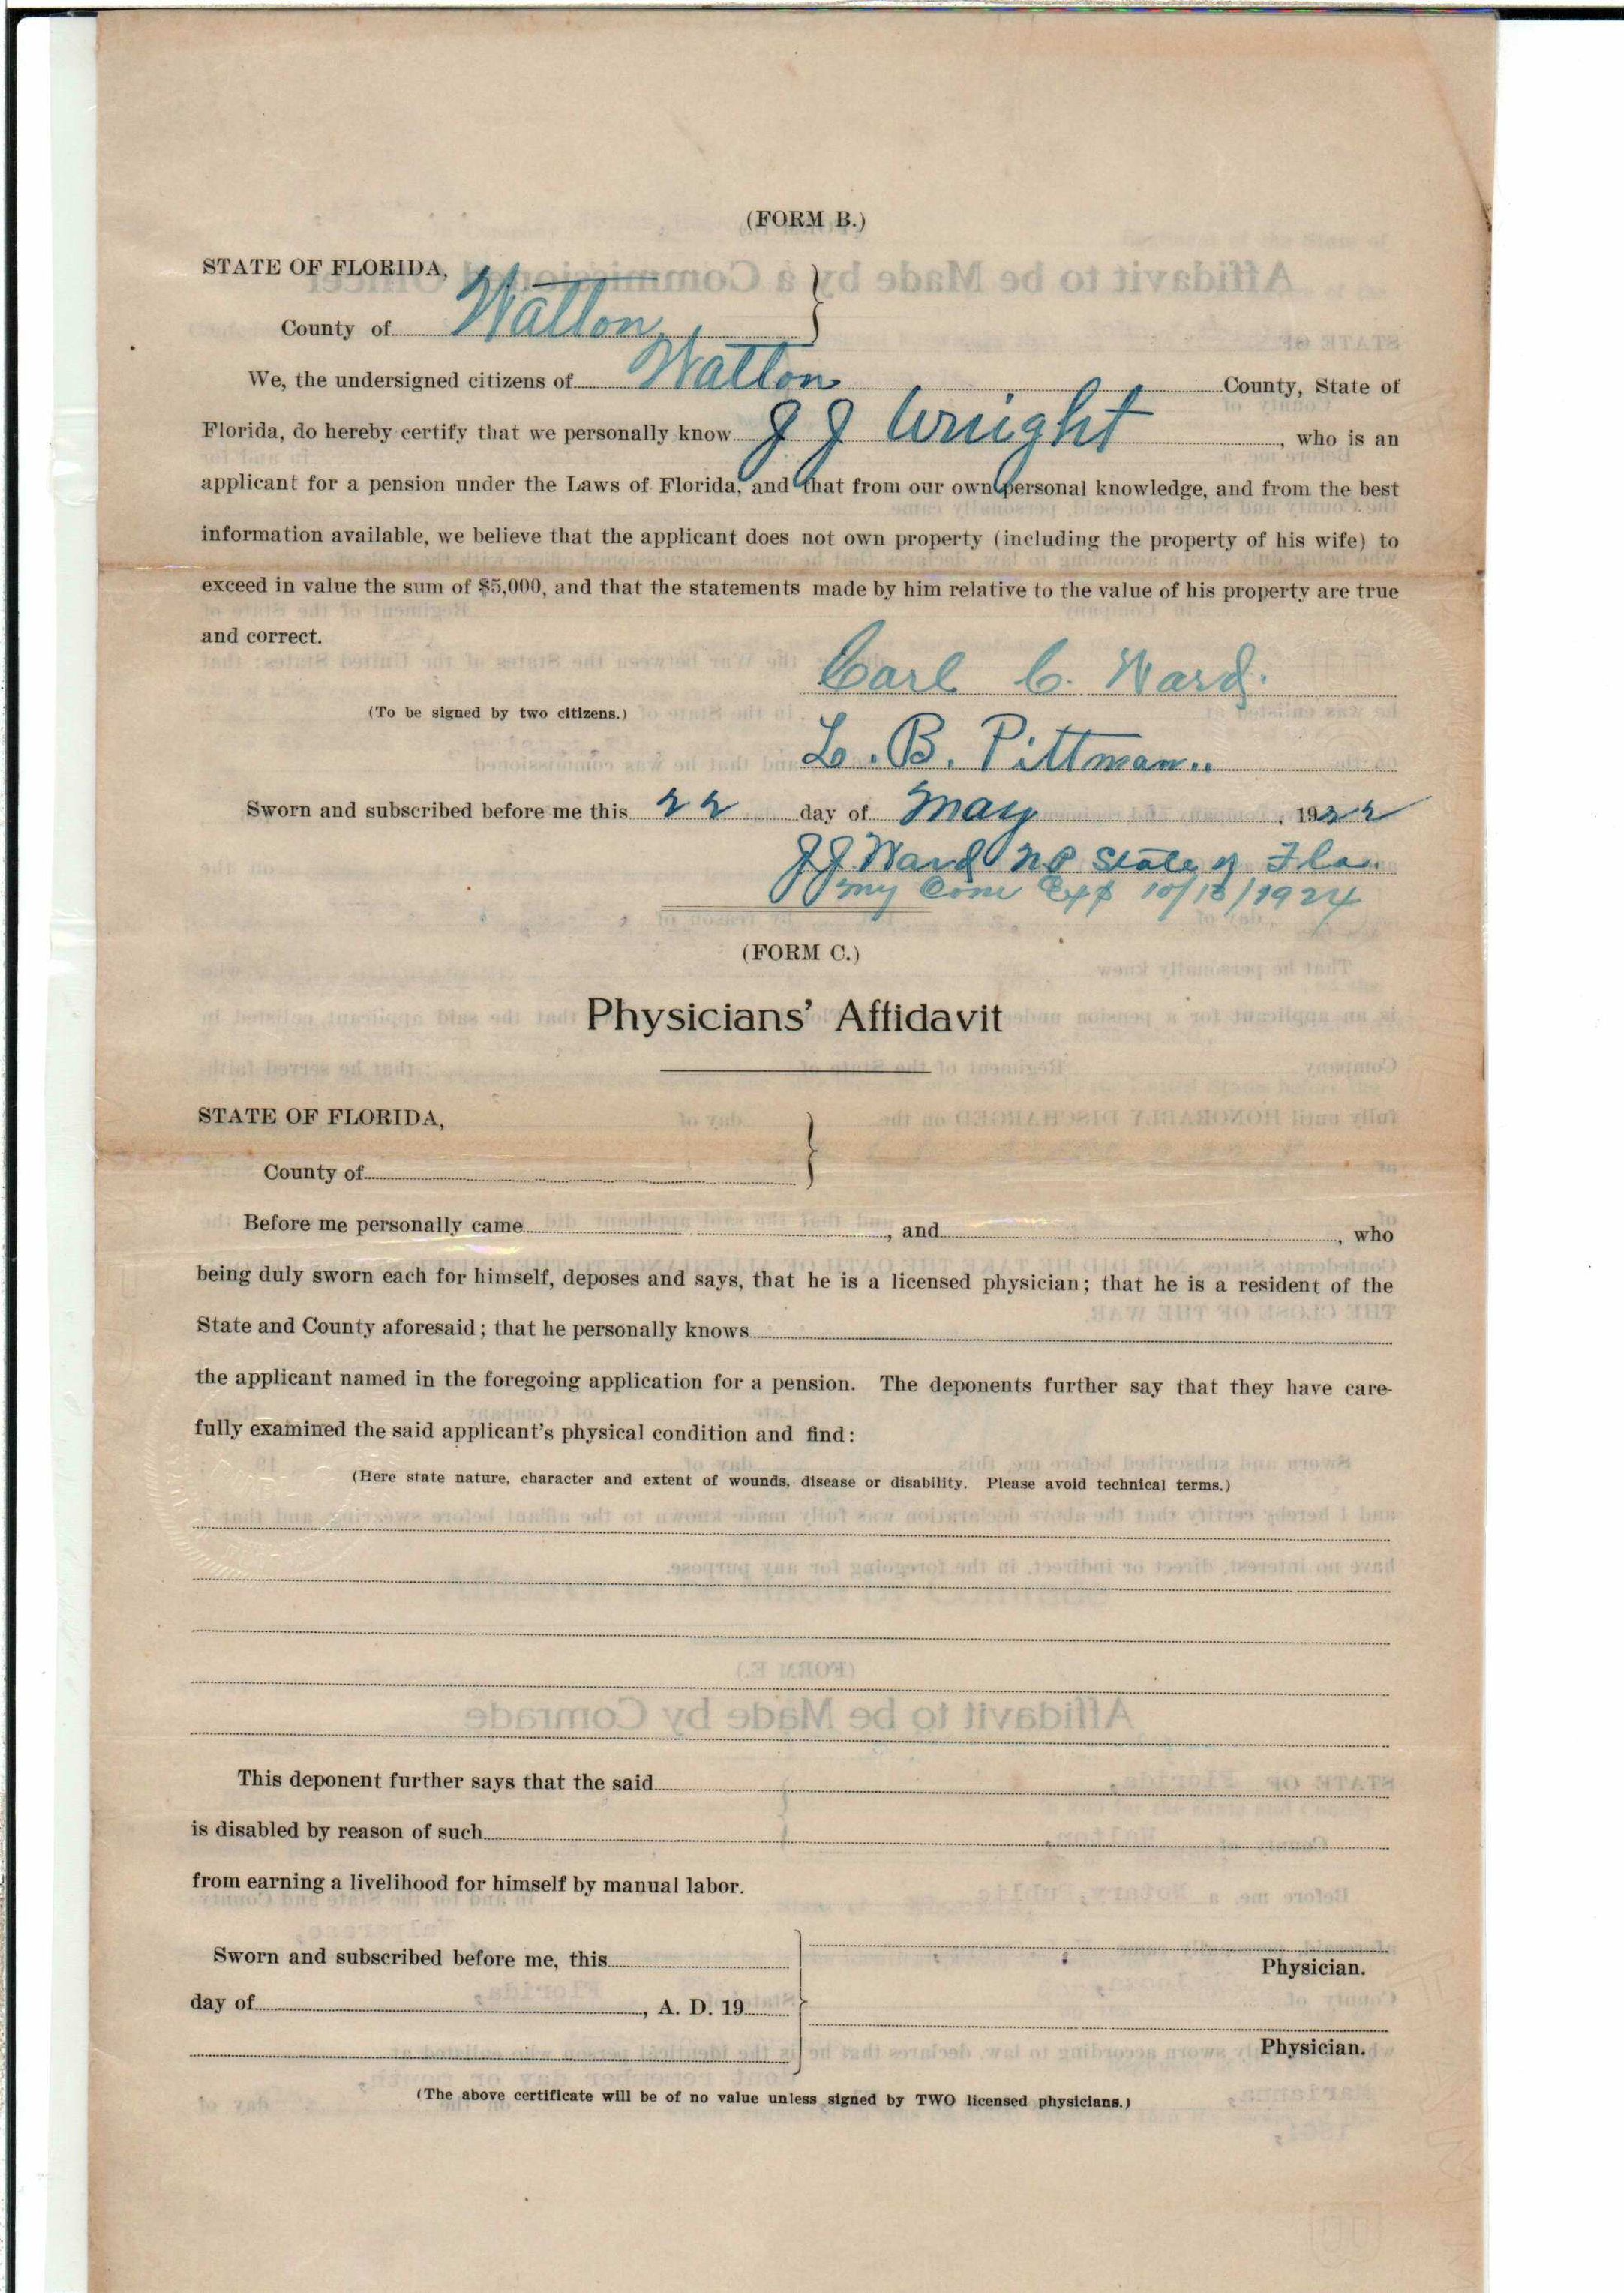 (FORM B.)
STATE OF FLORIDA,
County of Walton,
We, the undersigned citizens of Walton County, State of
Florida, do hereby certify that we personally know J J Wright, who is an
applicant for a pension under the Laws of Florida, and that from our own personal knowledge, and from the best
information available, we believe that the applicant does not own property (including the property of his wife) to
exceed in value the sum of $5,000, and that the statements made by him relative to the value of his property are true
and correct.
Carl C. Ward.
(To be signed by two citizens.)
L. B. Pittman..
Sworn and subscribed before me this 22 day of May, 1922
JJ Ward NP State of Fla.
my Com Exp 10/18/1924
(FORM C.)
Physicians' Affidavit
STATE OF FLORIDA,
County of
Before me personally came , and , who
being duly sworn each for himself, deposes and says, that he is a licensed physician; that he is a resident of the
State and County aforesaid; that he personally knows
the applicant named in the foregoing application for a pension. The deponents further say that they have care-
fully examined the said applicant's physical condition and find:
(Here state nature, character and extent of wounds, disease or disability. Please avoid technical terms.)
This deponent further says that the said
is disabled by reason of such
from earning a livelihood for himself by manual labor.
Sworn and subscribed before me, this
Physician.
day of , A. D. 19
Physician.
(The above certificate will be of no value unless signed by TWO licensed physicians.)